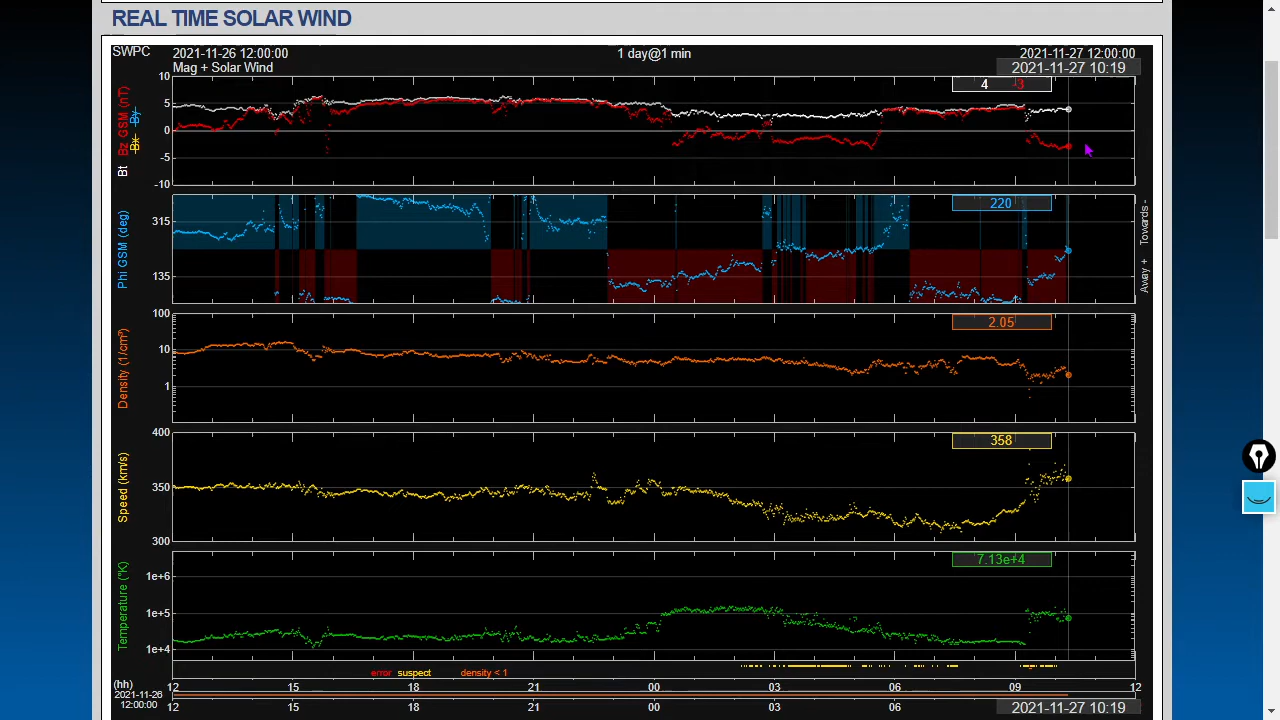 REAL TIME SOLAR WIND
SWPC 2021-11-26 12:00:00 1 day@1 min 2021-11-27 12:00:00
Mag + Solar Wind 2021-11-27 10:19
Bt Bz GSM (nT)
Bx By
10
5
0
-5
-10
4 -3
Phi GSM (deg)
315
135
220
Away + Towards -
Density (1/cm³)
100
10
1
2.05
Speed (km/s)
400
350
300
358
Temperature (°K)
1e+6
1e+5
1e+4
7.13e+4
error suspect density < 1
(hh) 12 15 18 21 00 03 06 09 12
2021-11-26
12:00:00
12 15 18 21 00 03 06 2021-11-27 10:19